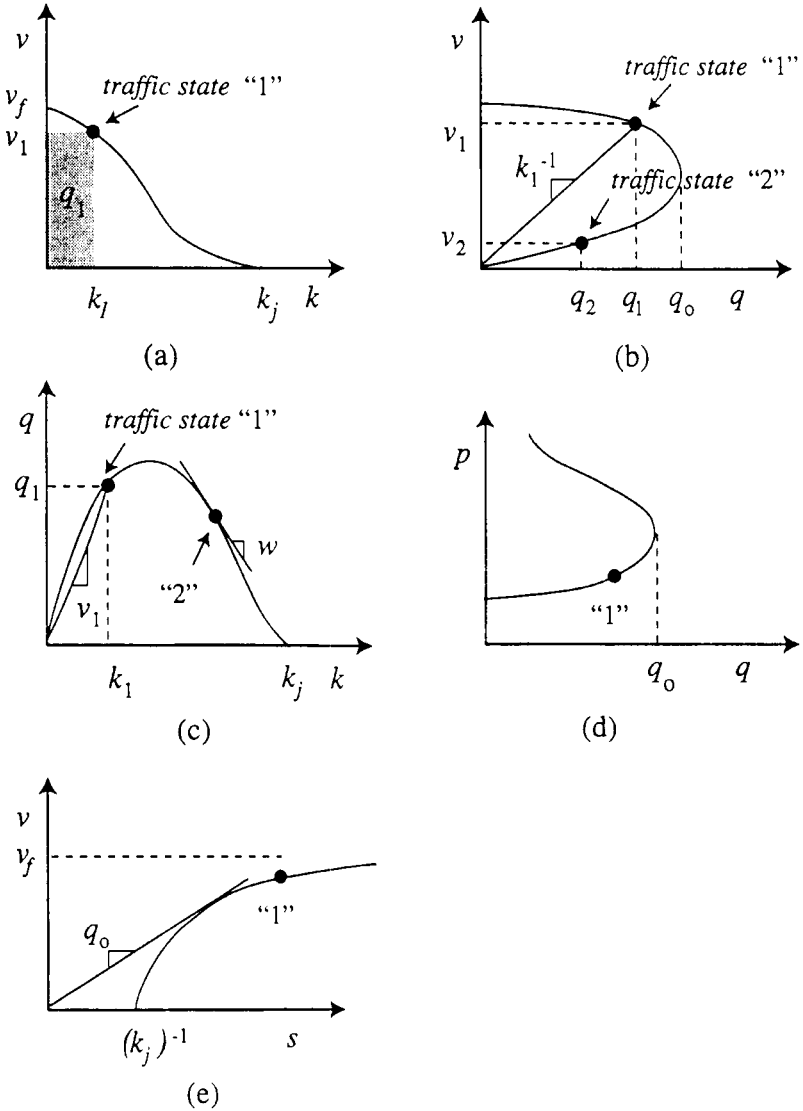 v
traffic state “1”
v_f
v_1
q_1
k_1
k_j
k
(a)
v
traffic state “1”
v_1
k_1^-1
traffic state “2”
v_2
q_2
q_1
q_o
q
(b)
q
traffic state “1”
q_1
w
“2”
v_1
k_1
k_j
k
(c)
p
“1”
q_o
q
(d)
v
v_f
“1”
q_o
(k_j)^-1
s
(e)